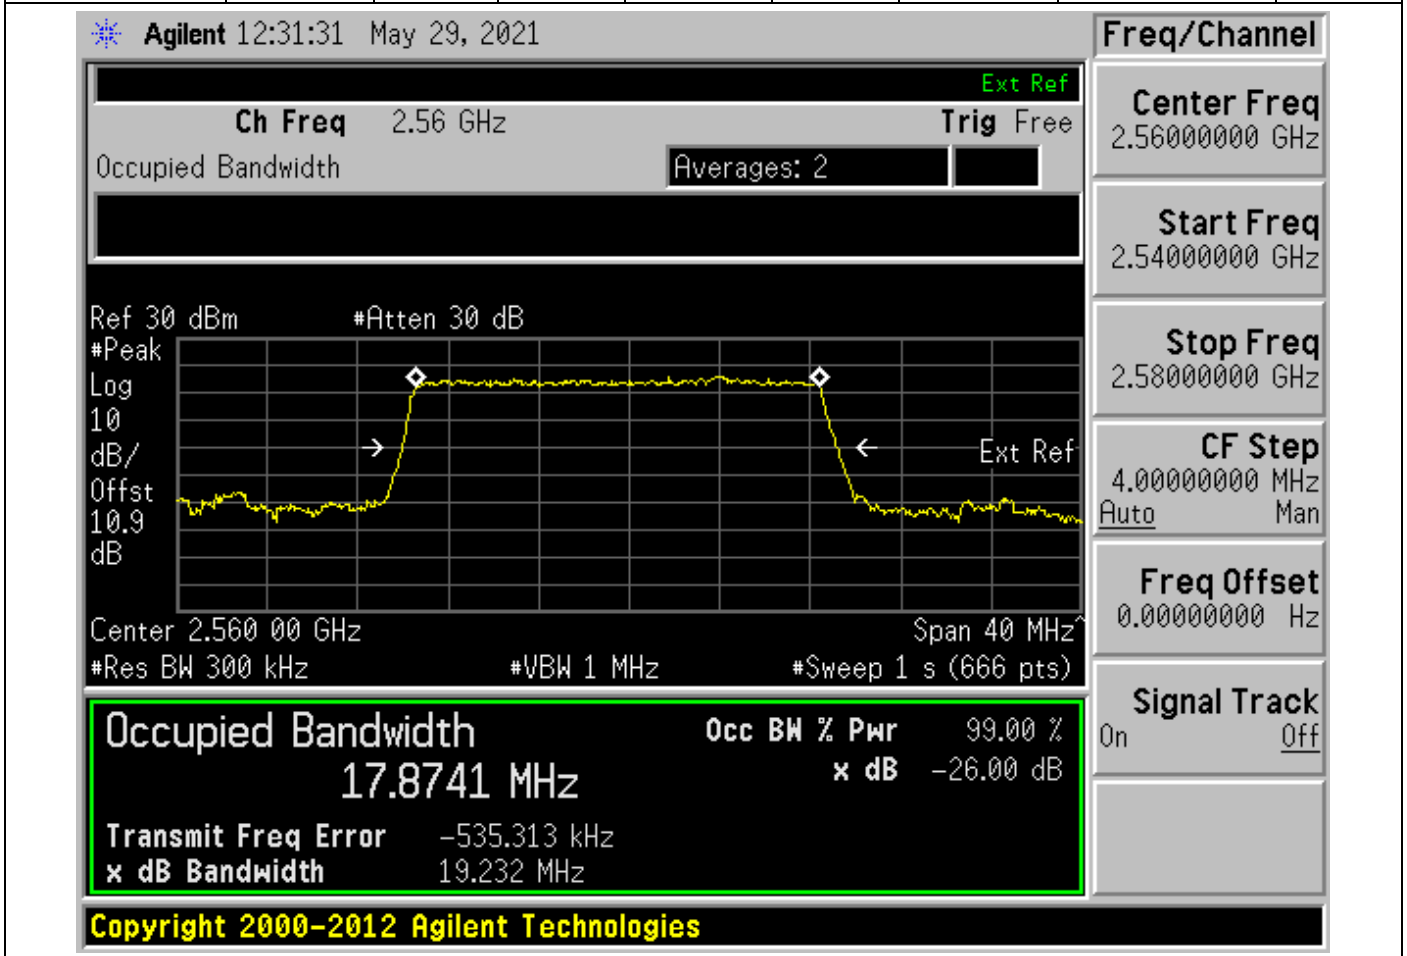 Agilent 12:31:31 May 29, 2021
Freq/Channel
Ext Ref
Ch Freq 2.56 GHz Trig Free
Occupied Bandwidth Averages: 2
Center Freq
2.56000000 GHz
Start Freq
2.54000000 GHz
Stop Freq
2.58000000 GHz
CF Step
4.00000000 MHz
Auto Man
Freq Offset
0.00000000 Hz
Signal Track
On Off
Ref 30 dBm #Atten 30 dB
#Peak
Log
10
dB/
Offst
10.9
dB
Ext Ref
Center 2.560 00 GHz Span 40 MHz^
#Res BW 300 kHz #VBW 1 MHz #Sweep 1 s (666 pts)
Occupied Bandwidth Occ BW % Pwr 99.00 %
17.8741 MHz x dB -26.00 dB
Transmit Freq Error -535.313 kHz
x dB Bandwidth 19.232 MHz
Copyright 2000-2012 Agilent Technologies